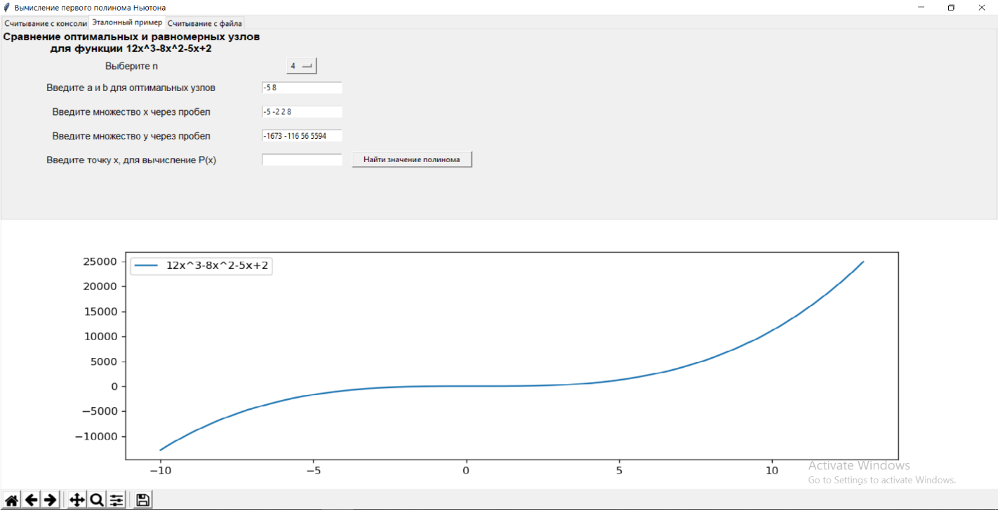 Вычисление первого полинома Ньютона
Считывание с консоли Эталонный пример Считывание с файла
Сравнение оптимальных и равномерных узлов
для функции 12x^3-8x^2-5x+2
Выберите n 4
Введите a и b для оптимальных узлов -5 8
Введите множество x через пробел -5 -2 2 8
Введите множество y через пробел -1673 -116 56 5594
Введите точку x, для вычисление P(x) Найти значение полинома
12x^3-8x^2-5x+2
25000
20000
15000
10000
5000
0
−5000
−10000
−10 −5 0 5 10
Activate Windows
Go to Settings to activate Windows.